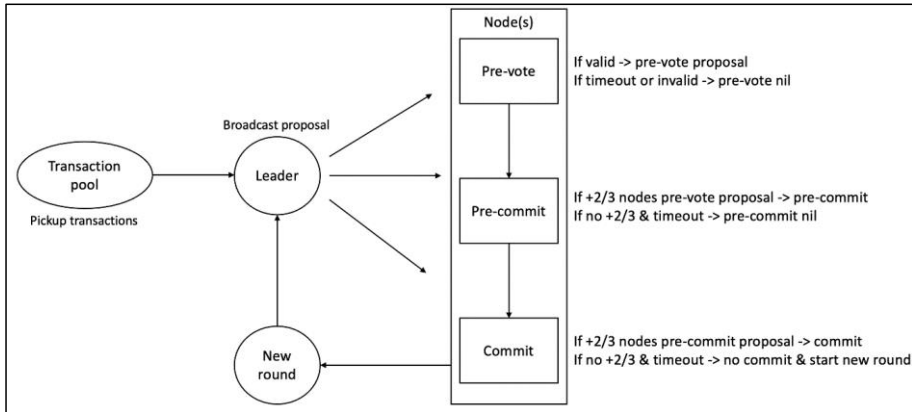 Node(s)
Pre-vote
If valid -> pre-vote proposal
If timeout or invalid -> pre-vote nil
Broadcast proposal
Transaction
pool
Leader
Pickup transactions
Pre-commit
If +2/3 nodes pre-vote proposal -> pre-commit
If no +2/3 & timeout -> pre-commit nil
New
round
Commit
If +2/3 nodes pre-commit proposal -> commit
If no +2/3 & timeout -> no commit & start new round